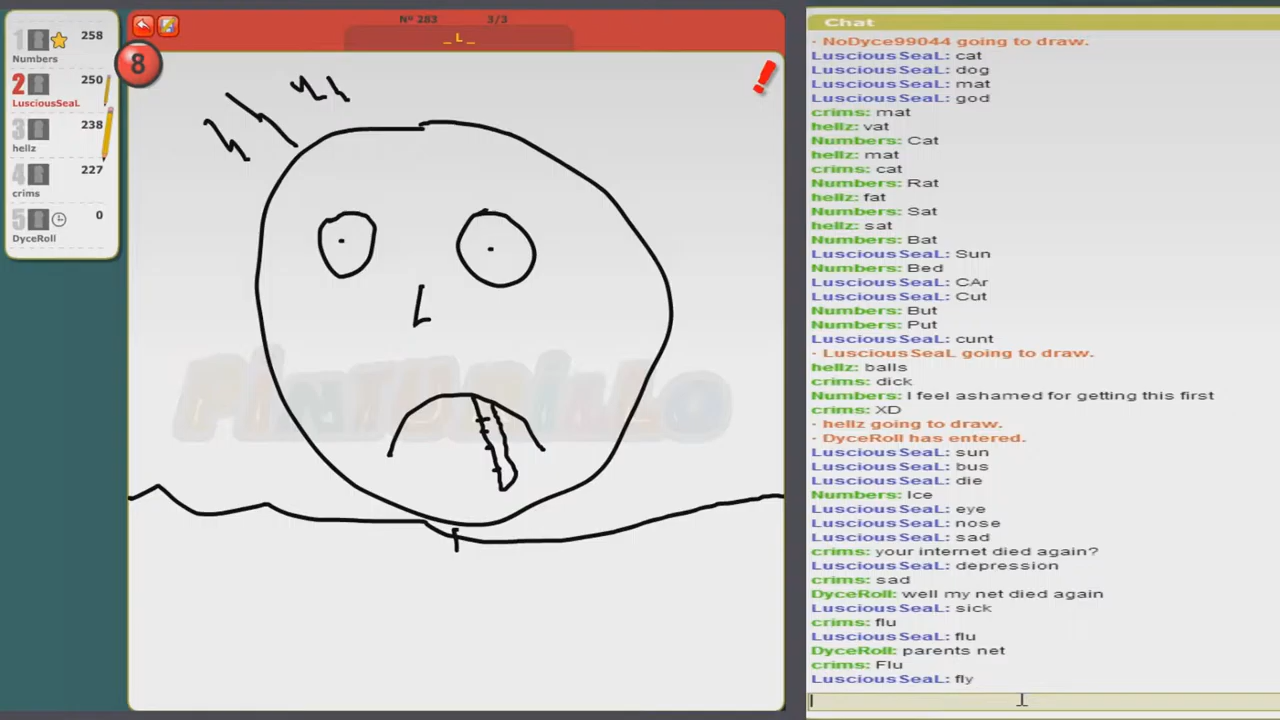 Nº 283 3/3
_ L _
8
1 258
Numbers
2 250
LusciousSeaL
3 238
hellz
4 227
crims
5 0
DyceRoll
Chat
· NoDyce99044 going to draw.
LusciousSeaL: cat
LusciousSeaL: dog
LusciousSeaL: mat
LusciousSeaL: god
crims: mat
hellz: vat
Numbers: Cat
hellz: mat
crims: cat
Numbers: Rat
hellz: fat
Numbers: Sat
hellz: sat
Numbers: Bat
LusciousSeaL: Sun
Numbers: Bed
LusciousSeaL: CAr
LusciousSeaL: Cut
Numbers: But
Numbers: Put
LusciousSeaL: cunt
· LusciousSeaL going to draw.
hellz: balls
crims: dick
Numbers: I feel ashamed for getting this first
crims: XD
· hellz going to draw.
· DyceRoll has entered.
LusciousSeaL: sun
LusciousSeaL: bus
LusciousSeaL: die
Numbers: Ice
LusciousSeaL: eye
LusciousSeaL: nose
LusciousSeaL: sad
crims: your internet died again?
LusciousSeaL: depression
crims: sad
DyceRoll: well my net died again
LusciousSeaL: sick
crims: flu
LusciousSeaL: flu
DyceRoll: parents net
crims: Flu
LusciousSeaL: fly